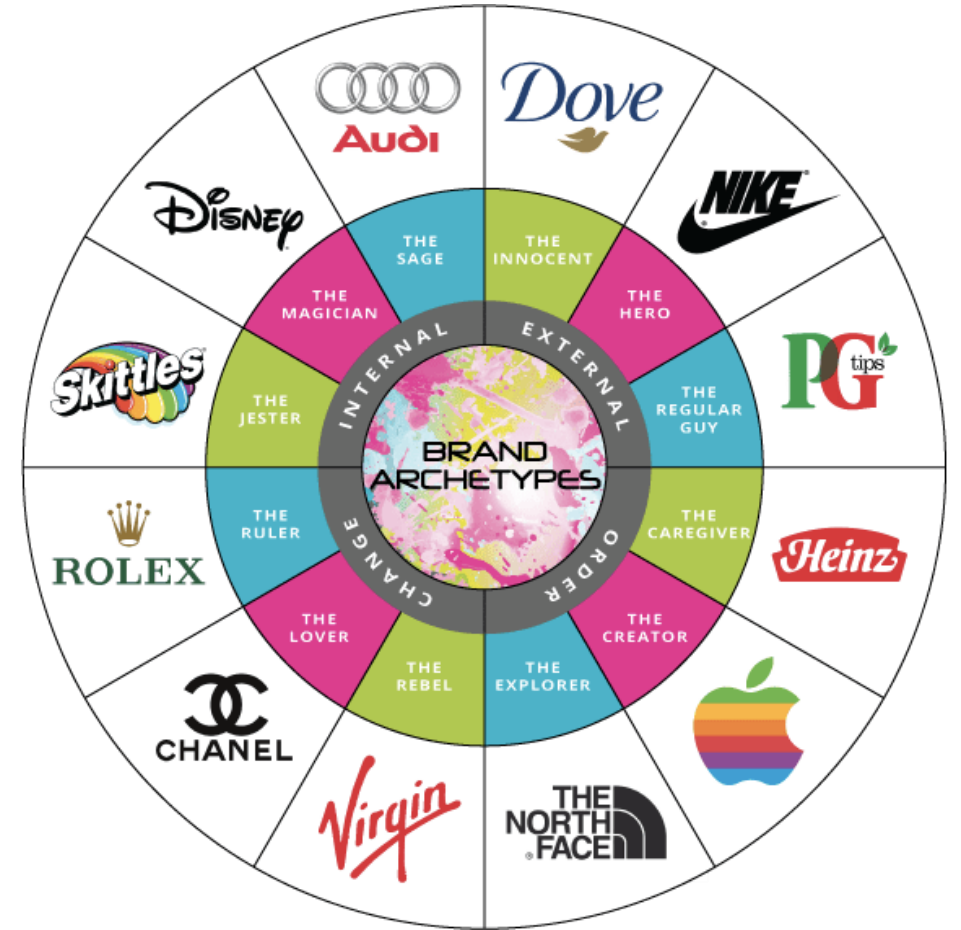 BRAND
ARCHETYPES
INTERNAL
EXTERNAL
ORDER
CHANGE
THE
INNOCENT
Dove
THE
HERO
NIKE
THE
REGULAR
GUY
PG
tips
THE
CAREGIVER
Heinz
THE
CREATOR
THE
EXPLORER
THE
NORTH
FACE
THE
REBEL
Virgin
THE
LOVER
CHANEL
THE
RULER
ROLEX
THE
JESTER
Skittles
THE
MAGICIAN
DISNEY
THE
SAGE
Audi